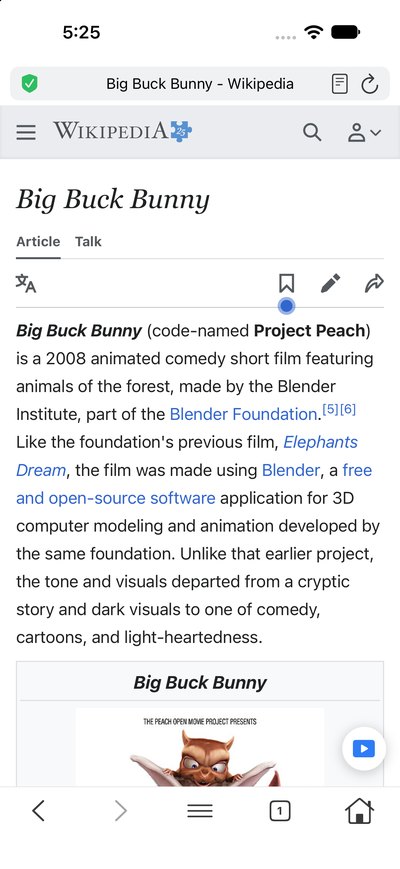 5:25
Big Buck Bunny - Wikipedia
WIKIPEDIA 25
Big Buck Bunny
Article Talk
文A
Big Buck Bunny (code-named Project Peach)
is a 2008 animated comedy short film featuring
animals of the forest, made by the Blender
Institute, part of the Blender Foundation.[5][6]
Like the foundation's previous film, Elephants
Dream, the film was made using Blender, a free
and open-source software application for 3D
computer modeling and animation developed by
the same foundation. Unlike that earlier project,
the tone and visuals departed from a cryptic
story and dark visuals to one of comedy,
cartoons, and light-heartedness.
Big Buck Bunny
THE PEACH OPEN MOVIE PROJECT PRESENTS
1